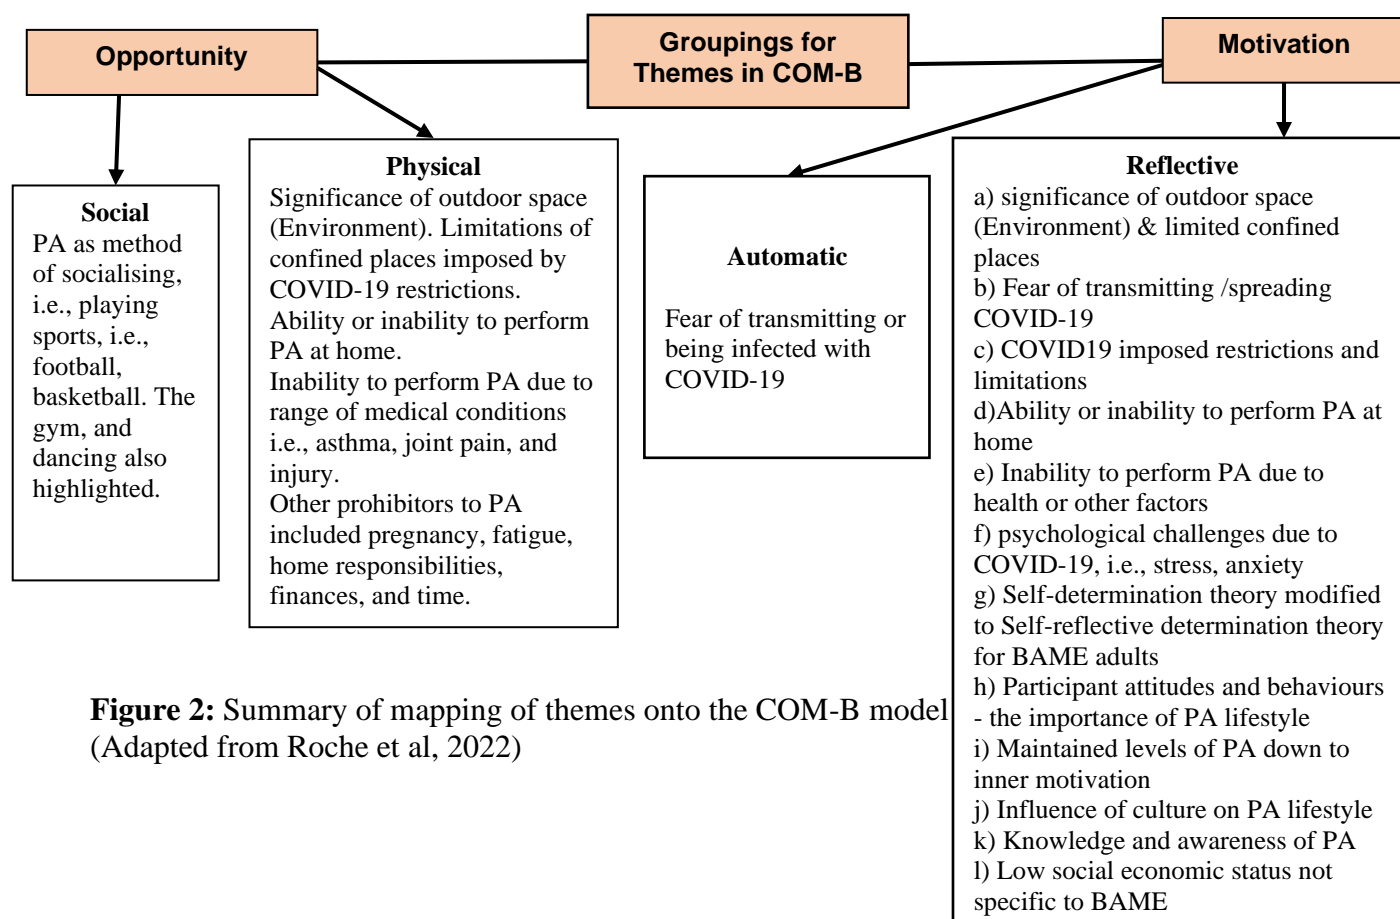 Opportunity
Groupings for
Themes in COM-B
Motivation
Social
PA as method
of socialising,
i.e., playing
sports, i.e.,
football,
basketball. The
gym, and
dancing also
highlighted.
Physical
Significance of outdoor space
(Environment). Limitations of
confined places imposed by
COVID-19 restrictions.
Ability or inability to perform
PA at home.
Inability to perform PA due to
range of medical conditions
i.e., asthma, joint pain, and
injury.
Other prohibitors to PA
included pregnancy, fatigue,
home responsibilities,
finances, and time.
Automatic
Fear of transmitting or
being infected with
COVID-19
Reflective
a) significance of outdoor space
(Environment) & limited confined
places
b) Fear of transmitting /spreading
COVID-19
c) COVID19 imposed restrictions and
limitations
d)Ability or inability to perform PA at
home
e) Inability to perform PA due to
health or other factors
f) psychological challenges due to
COVID-19, i.e., stress, anxiety
g) Self-determination theory modified
to Self-reflective determination theory
for BAME adults
h) Participant attitudes and behaviours
- the importance of PA lifestyle
i) Maintained levels of PA down to
inner motivation
j) Influence of culture on PA lifestyle
k) Knowledge and awareness of PA
l) Low social economic status not
specific to BAME
Figure 2: Summary of mapping of themes onto the COM-B model
(Adapted from Roche et al, 2022)